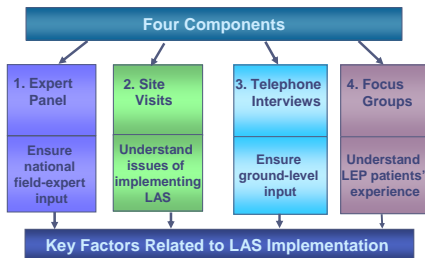 Four Components
1. Expert
Panel
Ensure
national
field-expert
input
2. Site
Visits
Understand
issues of
implementing
LAS
3. Telephone
Interviews
Ensure
ground-level
input
4. Focus
Groups
Understand
LEP patients'
experience
Key Factors Related to LAS Implementation